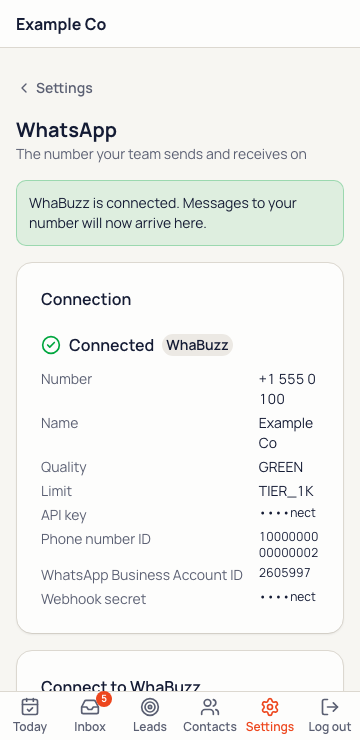 Example Co
Settings
WhatsApp
The number your team sends and receives on
WhaBuzz is connected. Messages to your
number will now arrive here.
Connection
Connected WhaBuzz
Number +1 555 0
100
Name Example
Co
Quality GREEN
Limit TIER_1K
API key ••••nect
Phone number ID 10000000
00000002
WhatsApp Business Account ID 2605997
Webhook secret ••••nect
Connect to WhaBuzz
5
Today Inbox Leads Contacts Settings Log out